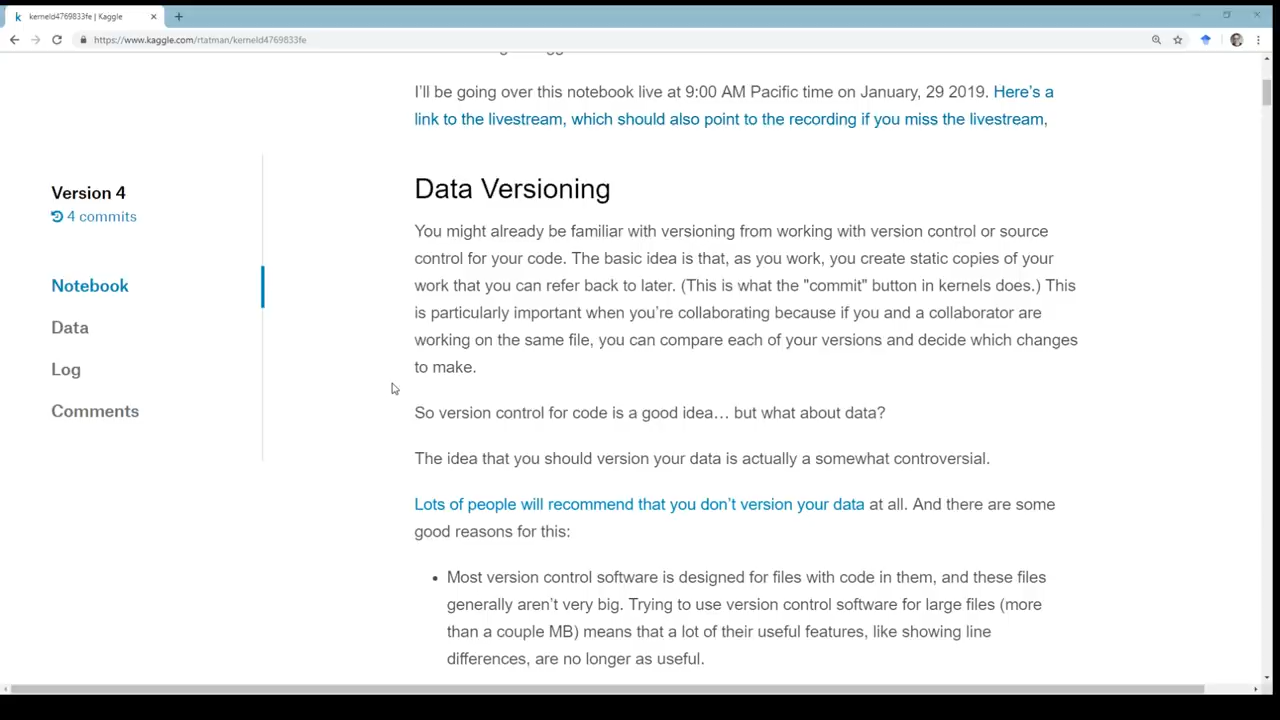 kernel​d4769833fe | Kaggle
https://www.kaggle.com/rtatman/kerneld4769833fe
I'll be going over this notebook live at 9:00 AM Pacific time on January, 29 2019. Here's a
link to the livestream, which should also point to the recording if you miss the livestream,
Version 4
4 commits
Notebook
Data
Log
Comments
Data Versioning
You might already be familiar with versioning from working with version control or source
control for your code. The basic idea is that, as you work, you create static copies of your
work that you can refer back to later. (This is what the "commit" button in kernels does.) This
is particularly important when you're collaborating because if you and a collaborator are
working on the same file, you can compare each of your versions and decide which changes
to make.
So version control for code is a good idea… but what about data?
The idea that you should version your data is actually a somewhat controversial.
Lots of people will recommend that you don't version your data at all. And there are some
good reasons for this:
• Most version control software is designed for files with code in them, and these files
generally aren't very big. Trying to use version control software for large files (more
than a couple MB) means that a lot of their useful features, like showing line
differences, are no longer as useful.